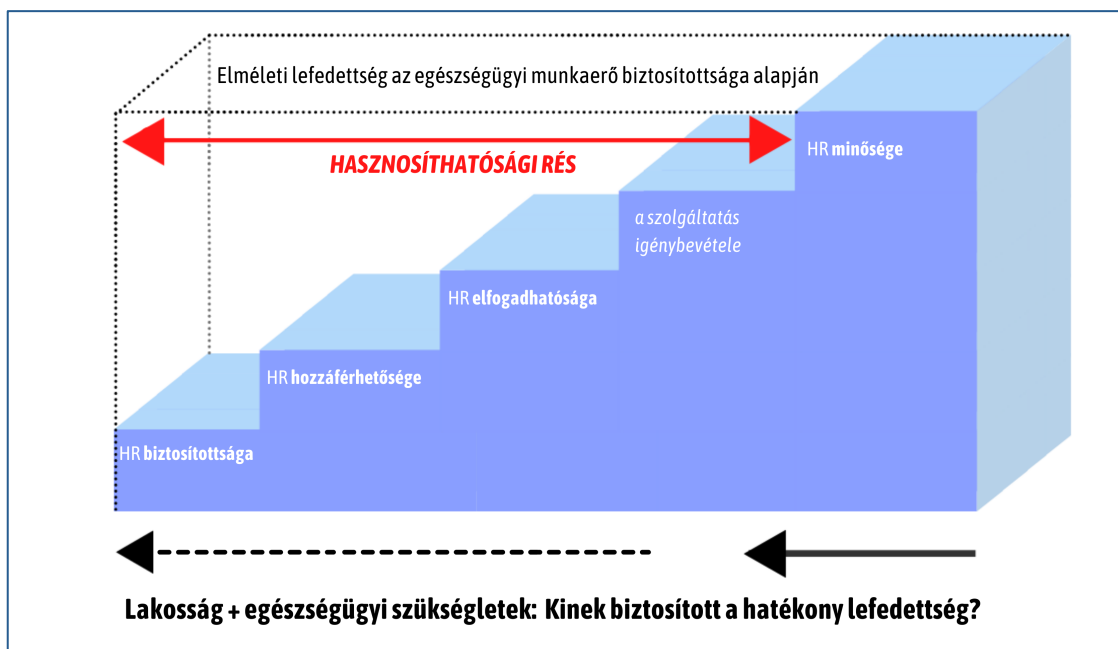 Elméleti lefedettség az egészségügyi munkaerő biztosítottsága alapján
HASZNOSÍTHATÓSÁGI RÉS
HR minősége
a szolgáltatás
igénybevétele
HR elfogadhatósága
HR hozzáférhetősége
HR biztosítottsága
Lakosság + egészségügyi szükségletek: Kinek biztosított a hatékony lefedettség?